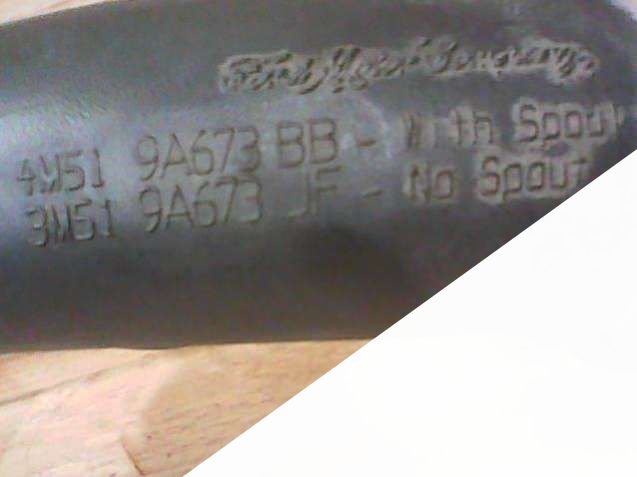 Ford Motor Company
4M51 9A673 BB - With Spout
3M51 9A673 JF - No Spout